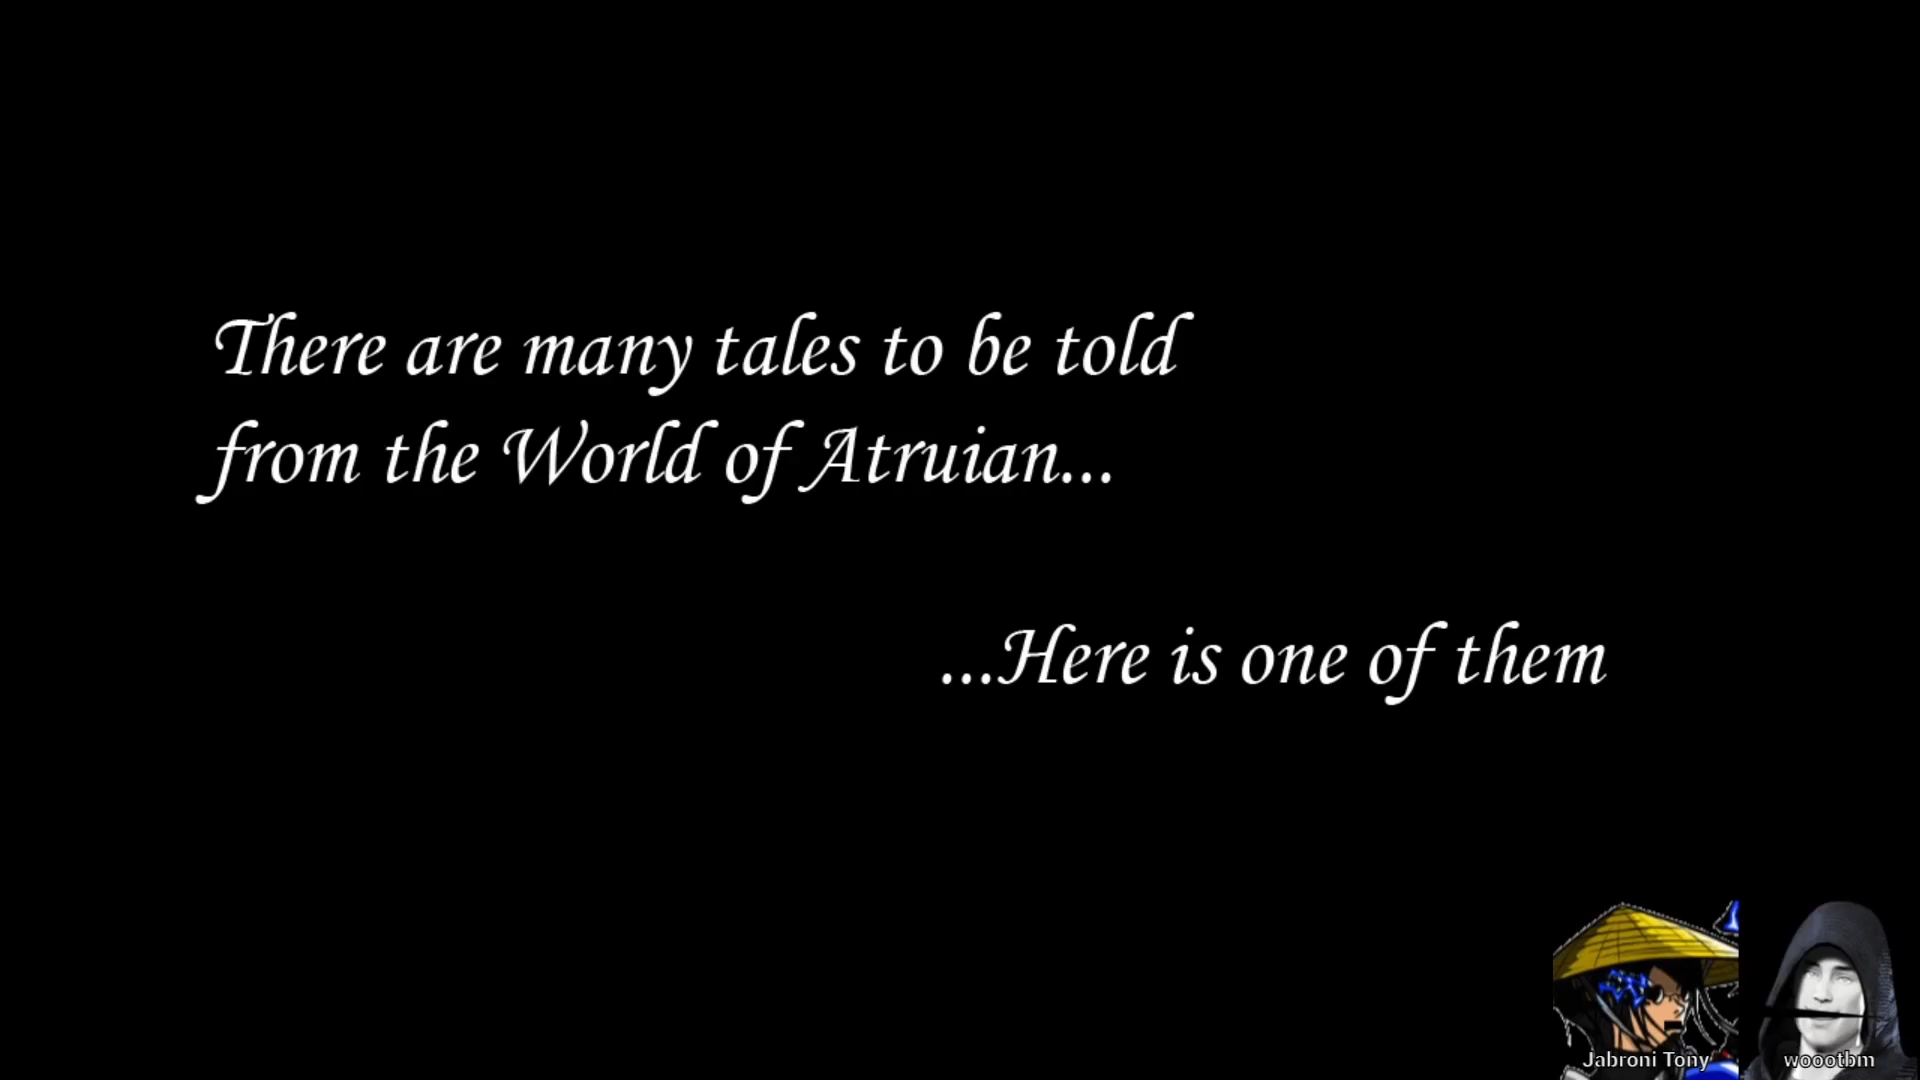 There are many tales to be told
from the World of Atruian...
...Here is one of them
Jabroni Tony
woootbm